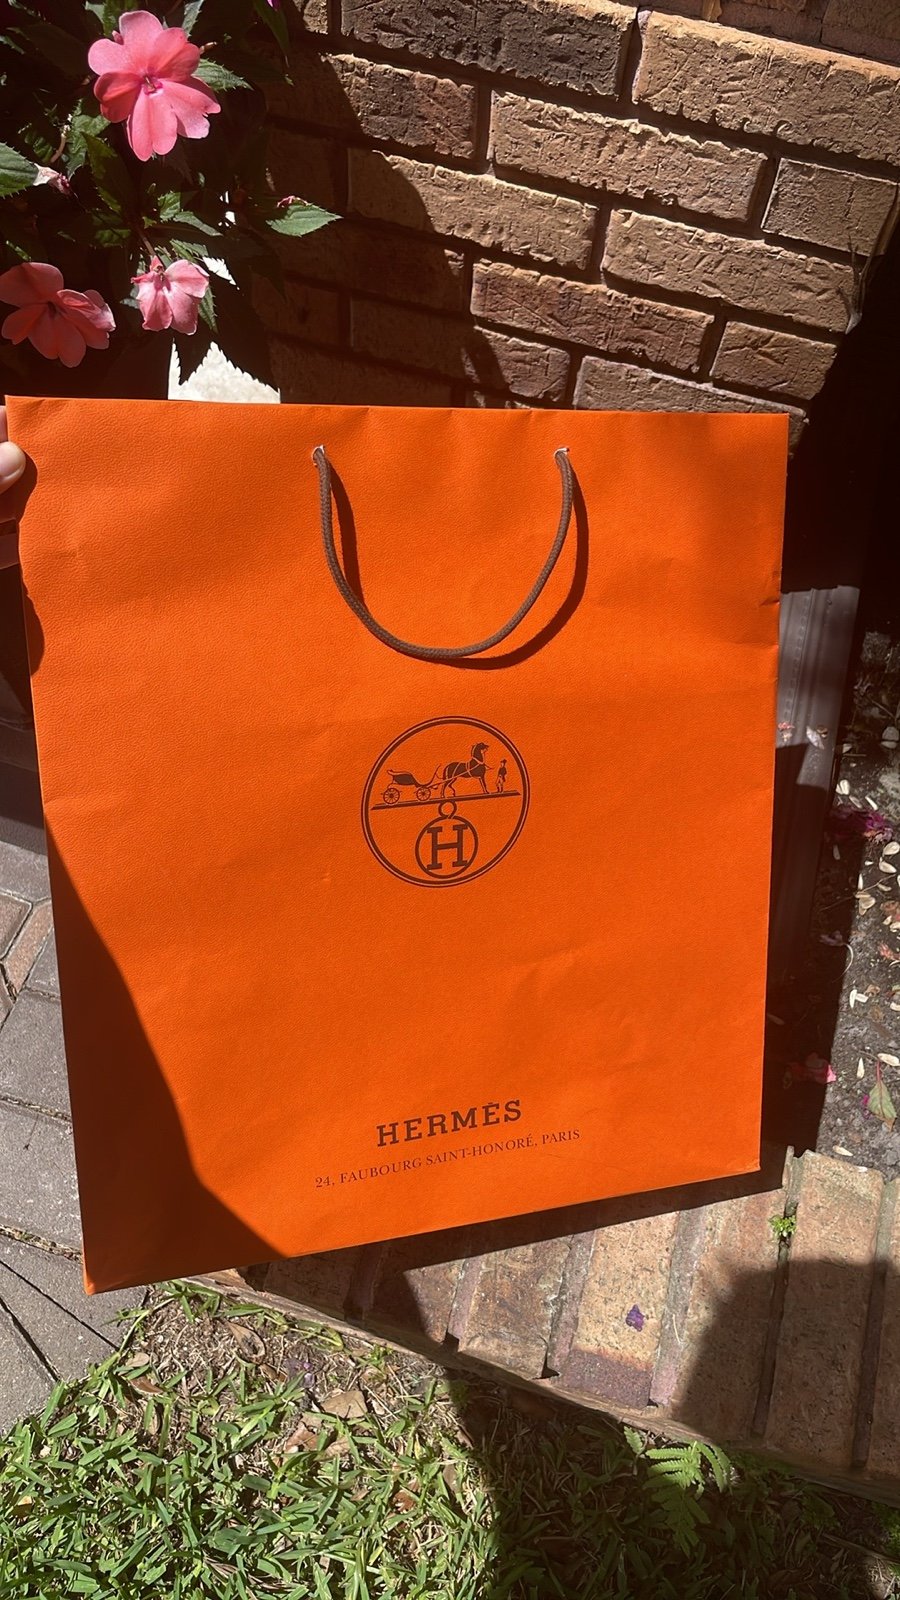 H
HERMÈS
24, FAUBOURG SAINT-HONORÉ, PARIS